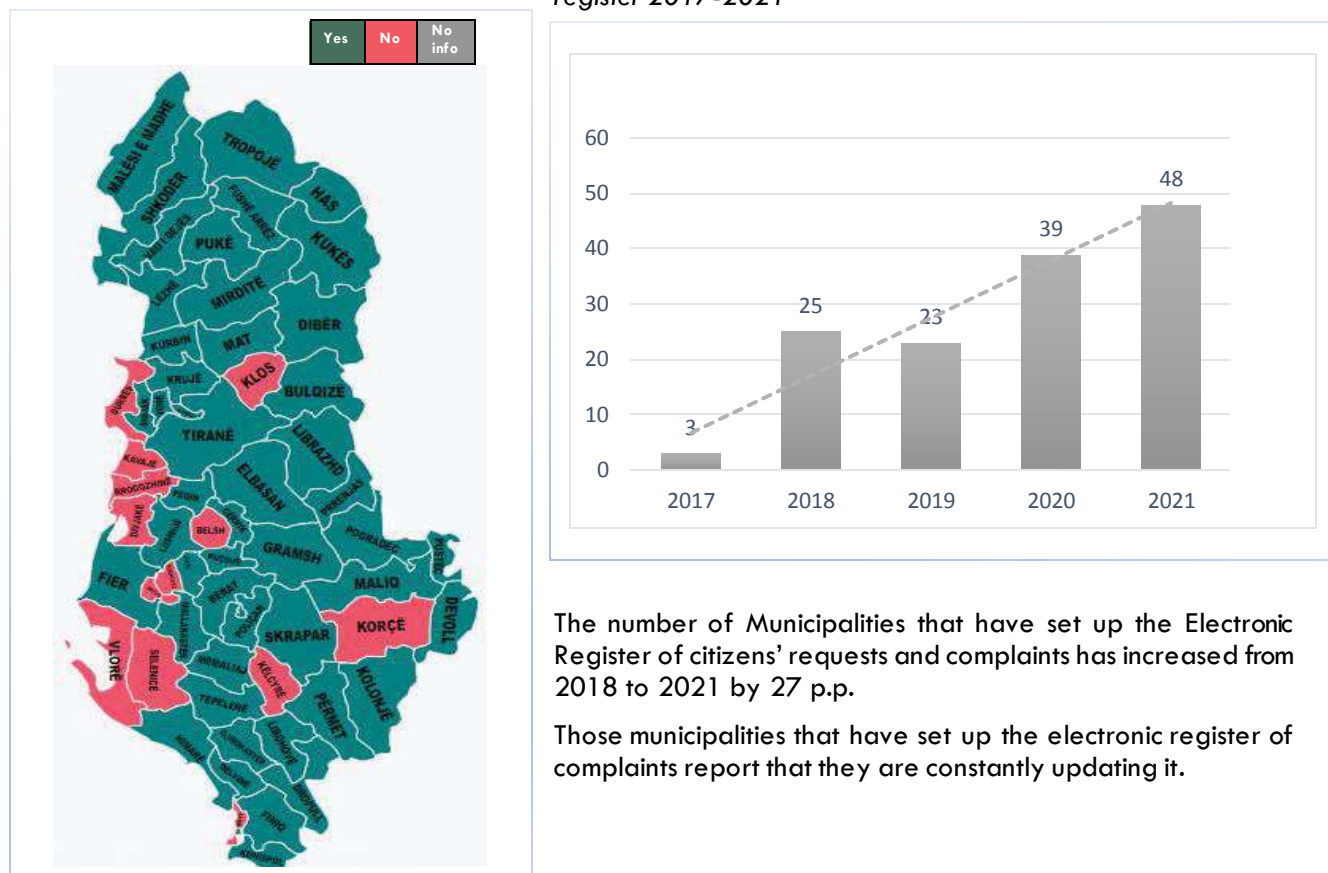 register 2017-2021
Yes
No
No
info
MALËSI E MADHE
TROPOJË
SHKODËR
HAS
FUSHË ARRËZ
VAU I DEJËS
PUKË
KUKËS
LEZHË
MIRDITË
DIBËR
KURBIN
MAT
KLOS
KRUJË
BULQIZË
DURRËS
TIRANË
LIBRAZHD
KAVAJË
ELBASAN
PRRENJAS
DIVJAKË
BELSH
GRAMSH
POGRADEC
PUSTEC
FIER
MALIQ
DEVOLL
BERAT
SKRAPAR
KORÇË
VLORË
SELENICË
KËLCYRË
KOLONJË
TEPELENË
PERMET
LIBOHOVË
FINIQ
60
50
40
30
20
10
0
3
25
23
39
48
2017
2018
2019
2020
2021
The number of Municipalities that have set up the Electronic
Register of citizens' requests and complaints has increased from
2018 to 2021 by 27 p.p.
Those municipalities that have set up the electronic register of
complaints report that they are constantly updating it.